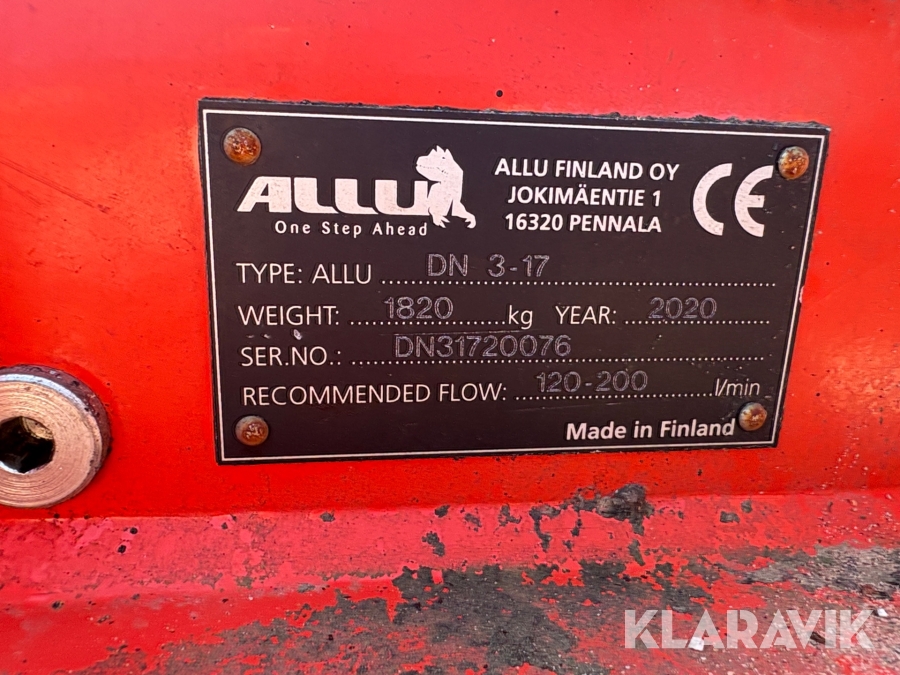 ALLU
One Step Ahead
ALLU FINLAND OY
JOKIMÄENTIE 1
16320 PENNALA
CE
TYPE: ALLU DN 3-17
WEIGHT: 1820 kg YEAR: 2020
SER.NO.: DN31720076
RECOMMENDED FLOW: 120-200 l/min
Made in Finland
KLARAVIK